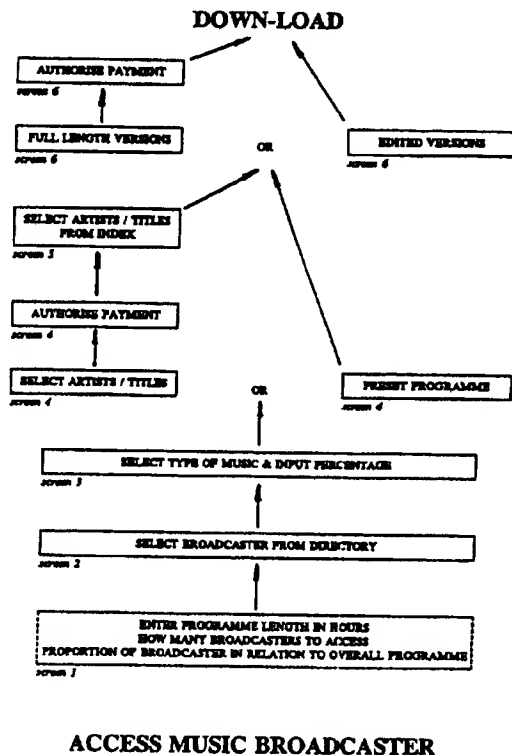 DOWN-LOAD
AUTHORISE PAYMENT
screen 6
FULL LENGTH VERSIONS
screen 6
OR
EDITED VERSIONS
screen 6
SELECT ARTISTS / TITLES
FROM INDEX
screen 5
AUTHORISE PAYMENT
screen 4
SELECT ARTISTS / TITLES
screen 4
OR
PRESET PROGRAMME
screen 4
SELECT TYPE OF MUSIC & INPUT PERCENTAGE
screen 3
SELECT BROADCASTER FROM DIRECTORY
screen 2
ENTER PROGRAMME LENGTH IN HOURS
HOW MANY BROADCASTERS TO ACCESS
PROPORTION OF BROADCASTER IN RELATION TO OVERALL PROGRAMME
screen 1
ACCESS MUSIC BROADCASTER